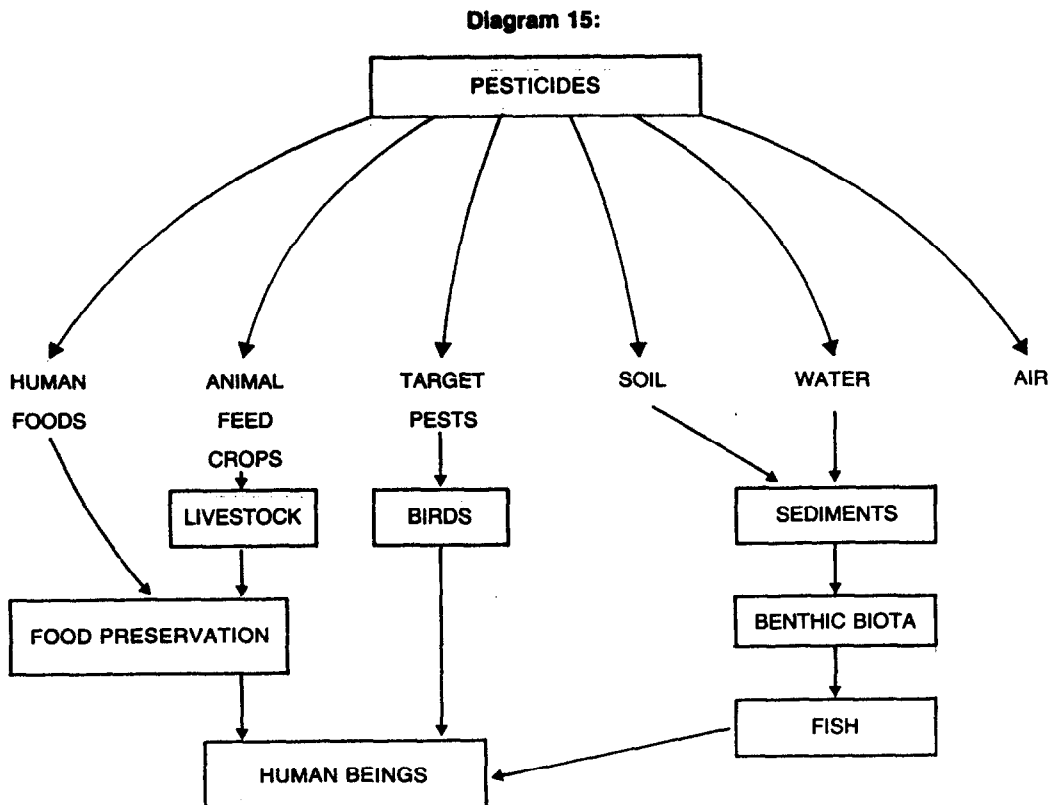 Diagram 15:
PESTICIDES
HUMAN
FOODS
ANIMAL
FEED
CROPS
TARGET
PESTS
SOIL
WATER
AIR
LIVESTOCK
BIRDS
SEDIMENTS
FOOD PRESERVATION
BENTHIC BIOTA
FISH
HUMAN BEINGS